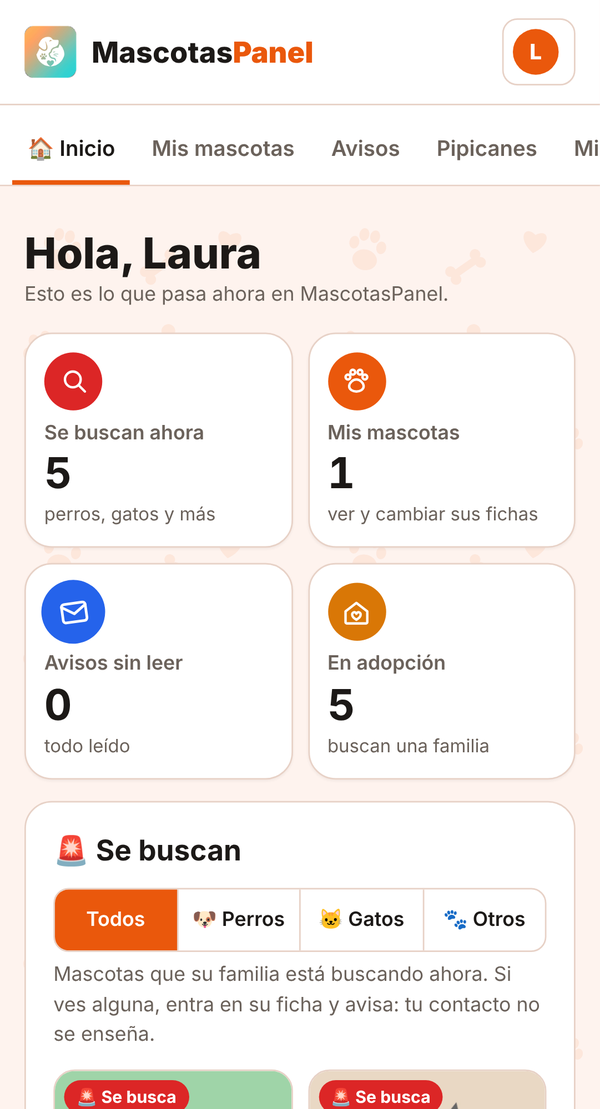 MascotasPanel
L
🏠 Inicio
Mis mascotas
Avisos
Pipicanes
Mi
Hola, Laura
Esto es lo que pasa ahora en MascotasPanel.
Se buscan ahora
5
perros, gatos y más
Mis mascotas
1
ver y cambiar sus fichas
Avisos sin leer
0
todo leído
En adopción
5
buscan una familia
🚨 Se buscan
Todos
🐶 Perros
🐱 Gatos
🐾 Otros
Mascotas que su familia está buscando ahora. Si
ves alguna, entra en su ficha y avisa: tu contacto no
se enseña.
🚨 Se busca
🚨 Se busca